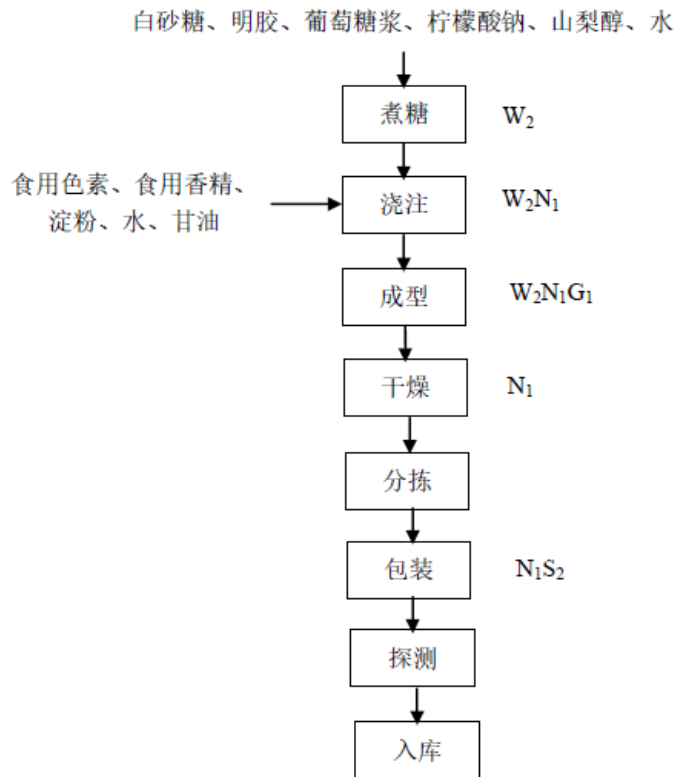 白砂糖、明胶、葡萄糖浆、柠檬酸钠、山梨醇、水
煮糖
W₂
食用色素、食用香精、
淀粉、水、甘油
浇注
W₂N₁
成型
W₂N₁G₁
干燥
N₁
分拣
包装
N₁S₂
探测
入库